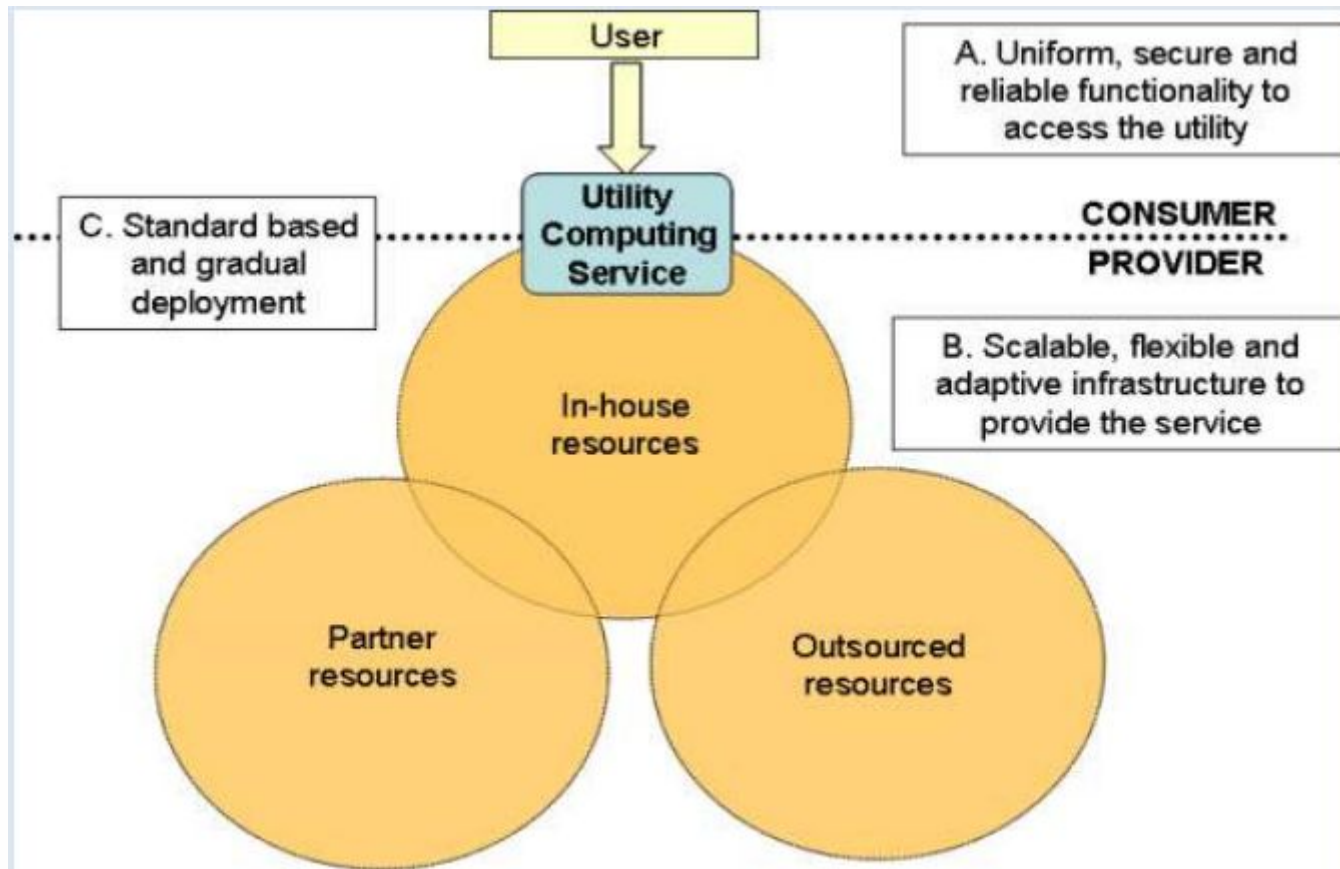 User
A. Uniform, secure and
reliable functionality to
access the utility
Utility
Computing
Service
CONSUMER
PROVIDER
C. Standard based
and gradual
deployment
B. Scalable, flexible and
adaptive infrastructure to
provide the service
In-house
resources
Partner
resources
Outsourced
resources